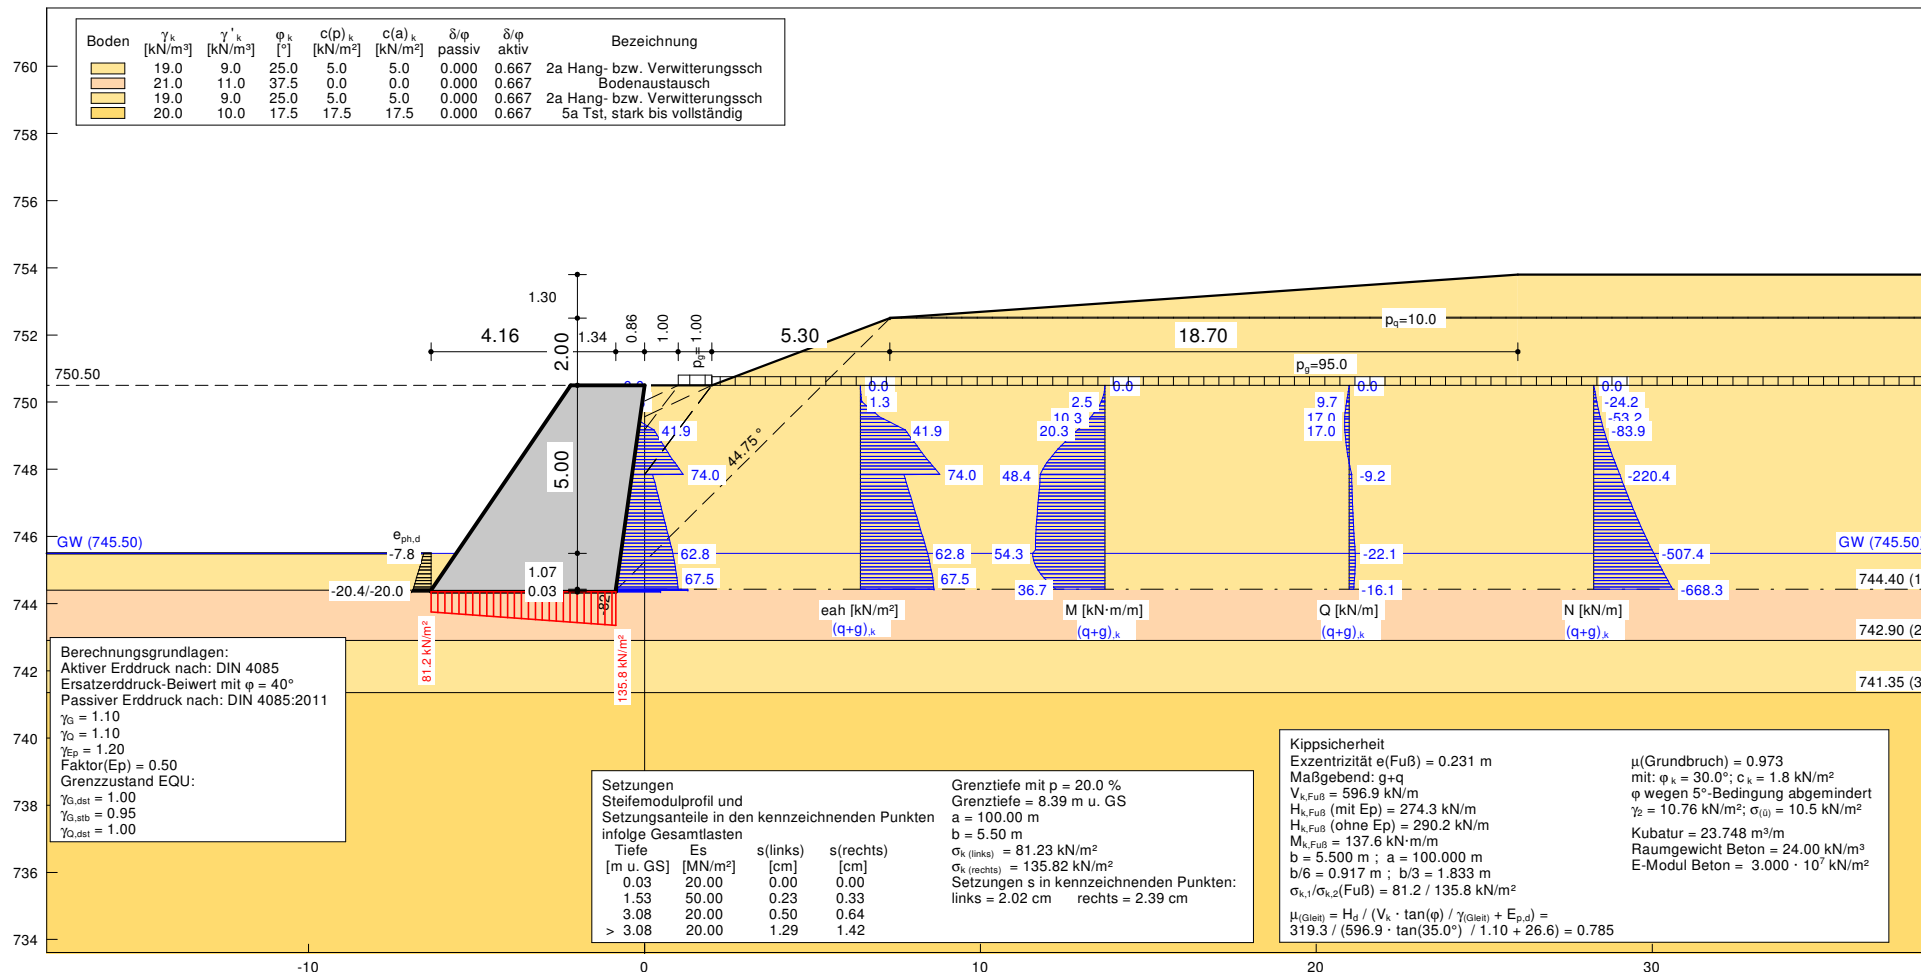 Boden γk γ'k φk c(p)k c(a)k δ/φ δ/φ Bezeichnung
[kN/m³] [kN/m³] [°] [kN/m²] [kN/m²] passiv aktiv
19.0 9.0 25.0 5.0 5.0 0.000 0.667 2a Hang- bzw. Verwitterungssch
21.0 11.0 37.5 0.0 0.0 0.000 0.667 Bodenaustausch
19.0 9.0 25.0 5.0 5.0 0.000 0.667 2a Hang- bzw. Verwitterungssch
20.0 10.0 17.5 17.5 17.5 0.000 0.667 5a Tst, stark bis vollständig
760
758
756
754
752
750
748
746
744
742
740
738
736
734
1.30
4.16
2.00
1.34
0.86
1.00
pg= 1.00
5.30
18.70
pq=10.0
pg=95.0
750.50
5.00
44.75 °
41.9
74.0
62.8
67.5
0.0
1.3
41.9
74.0
62.8
67.5
0.0
2.5
10.3
20.3
48.4
54.3
36.7
0.0
9.7
17.0
17.0
-9.2
-22.1
-16.1
0.0
-24.2
-53.2
-83.9
-220.4
-507.4
-668.3
GW (745.50)
eph,d
-7.8
-20.4/-20.0
1.07
0.03
-82
GW (745.50)
744.40 (1
742.90 (2
741.35 (3
eah [kN/m²]
(q+g),k
M [kN·m/m]
(q+g),k
Q [kN/m]
(q+g),k
N [kN/m]
(q+g),k
81.2 kN/m²
135.8 kN/m²
Berechnungsgrundlagen:
Aktiver Erddruck nach: DIN 4085
Ersatzerddruck-Beiwert mit φ = 40°
Passiver Erddruck nach: DIN 4085:2011
γG = 1.10
γQ = 1.10
γEp = 1.20
Faktor(Ep) = 0.50
Grenzzustand EQU:
γG,dst = 1.00
γG,stb = 0.95
γQ,dst = 1.00
Setzungen
Steifemodulprofil und
Setzungsanteile in den kennzeichnenden Punkten
infolge Gesamtlasten
Tiefe Es s(links) s(rechts)
[m u. GS] [MN/m²] [cm] [cm]
0.03 20.00 0.00 0.00
1.53 50.00 0.23 0.33
3.08 20.00 0.50 0.64
> 3.08 20.00 1.29 1.42
Grenztiefe mit p = 20.0 %
Grenztiefe = 8.39 m u. GS
a = 100.00 m
b = 5.50 m
σk (links) = 81.23 kN/m²
σk (rechts) = 135.82 kN/m²
Setzungen s in kennzeichnenden Punkten:
links = 2.02 cm rechts = 2.39 cm
Kippsicherheit
Exzentrizität e(Fuß) = 0.231 m
Maßgebend: g+q
Vk,Fuß = 596.9 kN/m
Hk,Fuß (mit Ep) = 274.3 kN/m
Hk,Fuß (ohne Ep) = 290.2 kN/m
Mk,Fuß = 137.6 kN·m/m
b = 5.500 m ; a = 100.000 m
b/6 = 0.917 m ; b/3 = 1.833 m
σk,1/σk,2(Fuß) = 81.2 / 135.8 kN/m²
μ(Gleit) = Hd / (Vk · tan(φ) / γ(Gleit) + Ep,d) =
319.3 / (596.9 · tan(35.0°) / 1.10 + 26.6) = 0.785
μ(Grundbruch) = 0.973
mit: φk = 30.0°; ck = 1.8 kN/m²
φ wegen 5°-Bedingung abgemindert
γ2 = 10.76 kN/m²; σ(ü) = 10.5 kN/m²
Kubatur = 23.748 m³/m
Raumgewicht Beton = 24.00 kN/m³
E-Modul Beton = 3.000 · 10⁷ kN/m²
-10
0
10
20
30